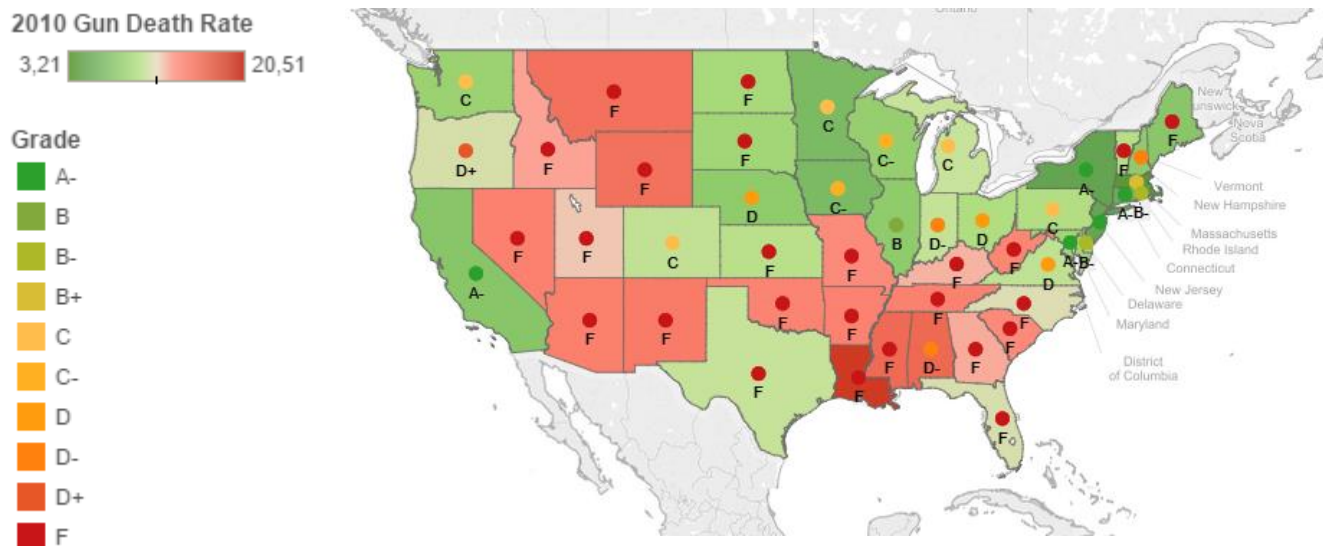 2010 Gun Death Rate
3,21 20,51
Grade
A-
B
B-
B+
C
C-
D
D-
D+
F
Ontario
New
Nova
Scotia
C
F
F
C
F
D+
F
F
F
C-
C
F
F
A-
Vermont
New Hampshire
Massachusetts
Rhode Island
Connecticut
New Jersey
Delaware
Maryland
District
of Columbia
D
C-
A-
B-
F
F
C
F
B
D-
D
C
A-
B-
A-
F
F
F
D
F
F
F
F
F
F
F
F
F
D-
F
F
F
F